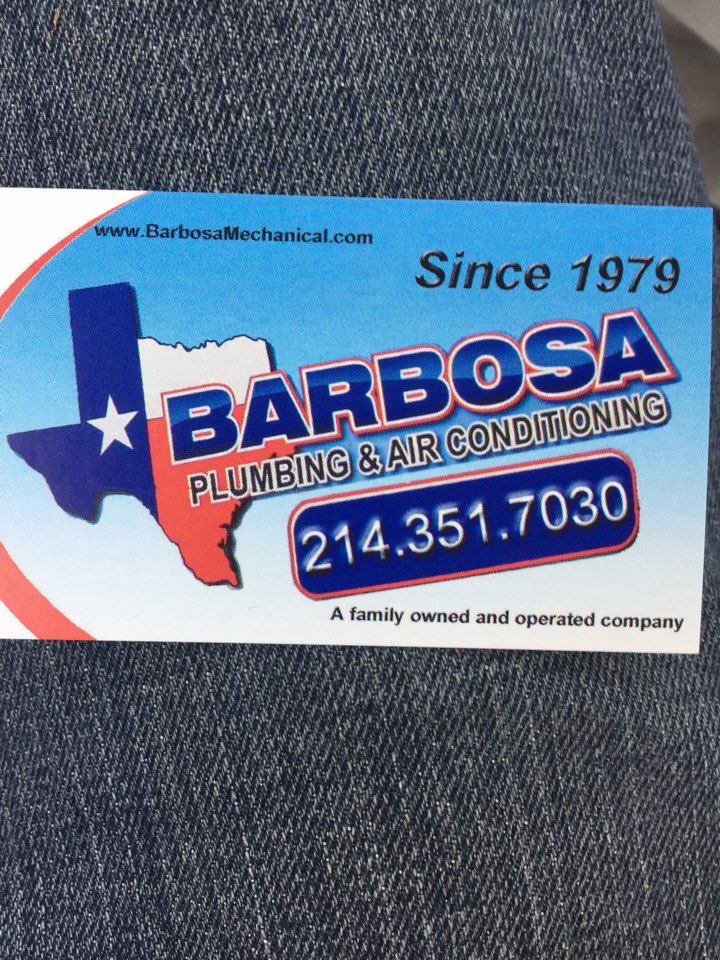 www.BarbosaMechanical.com
Since 1979
BARBOSA
PLUMBING & AIR CONDITIONING
214.351.7030
A family owned and operated company